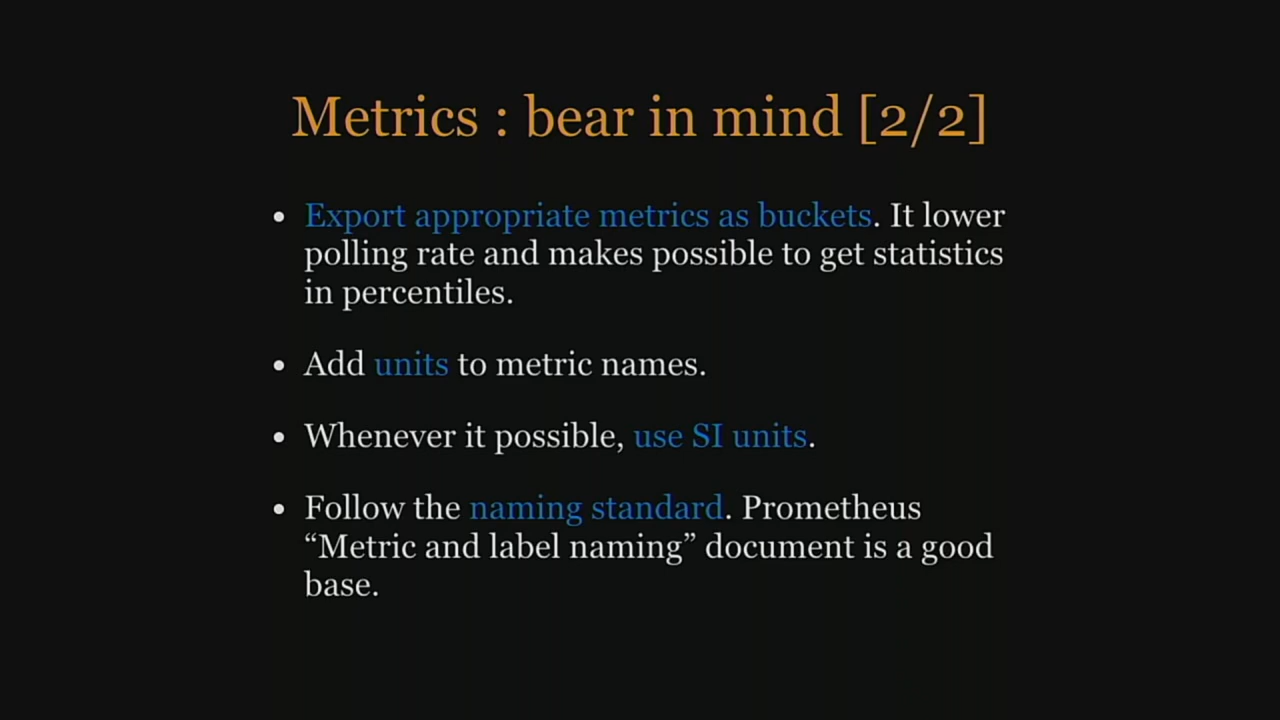 Metrics : bear in mind [2/2]
• Export appropriate metrics as buckets. It lower
polling rate and makes possible to get statistics
in percentiles.
• Add units to metric names.
• Whenever it possible, use SI units.
• Follow the naming standard. Prometheus
“Metric and label naming” document is a good
base.